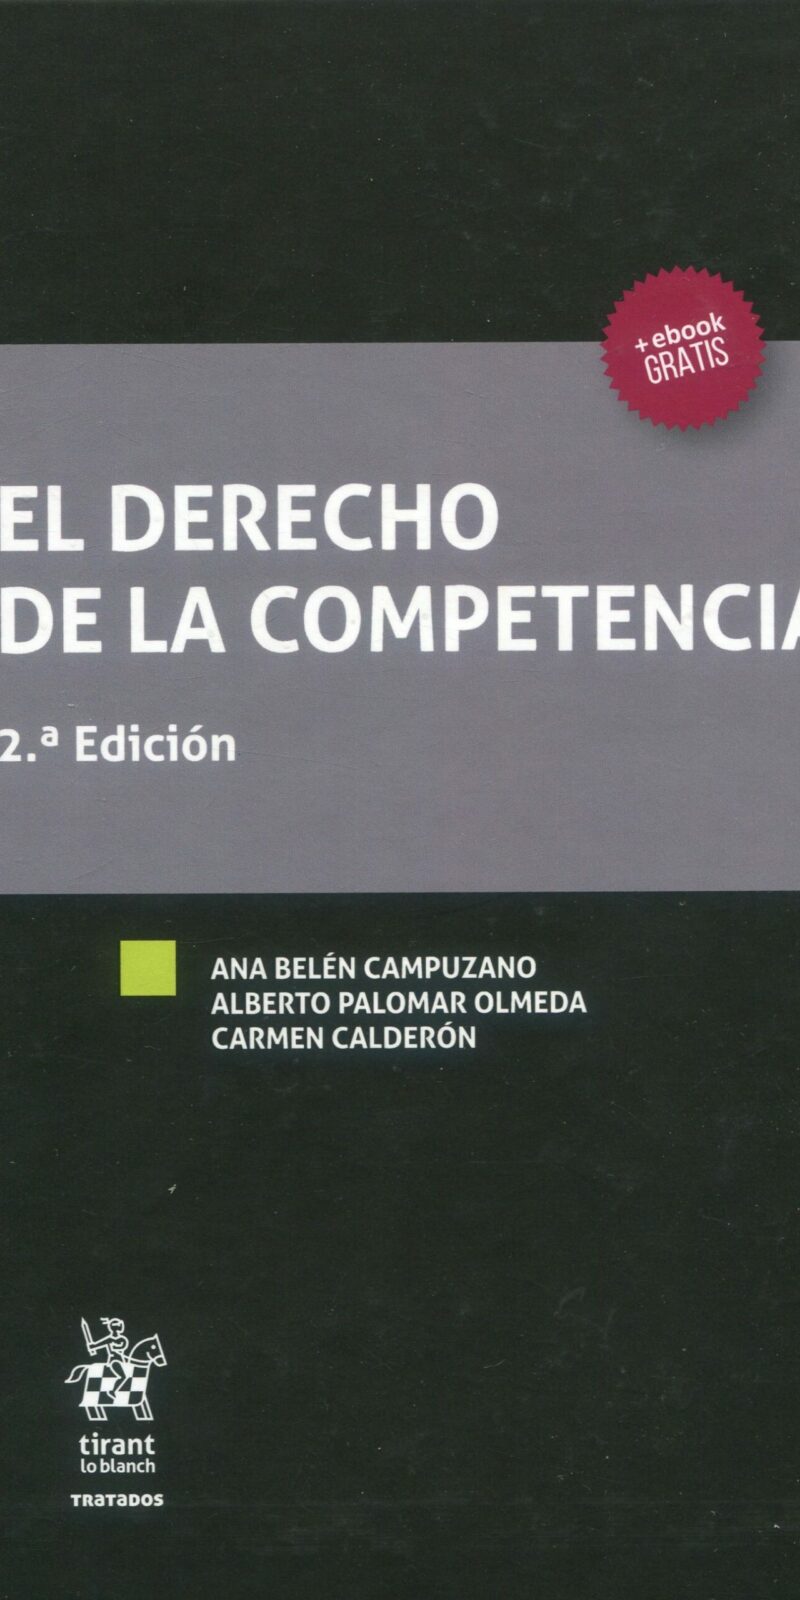 + ebook
GRATIS
EL DERECHO
DE LA COMPETENCIA
2.ª Edición
ANA BELÉN CAMPUZANO
ALBERTO PALOMAR OLMEDA
CARMEN CALDERÓN
tirant
lo blanch
TRATADOS